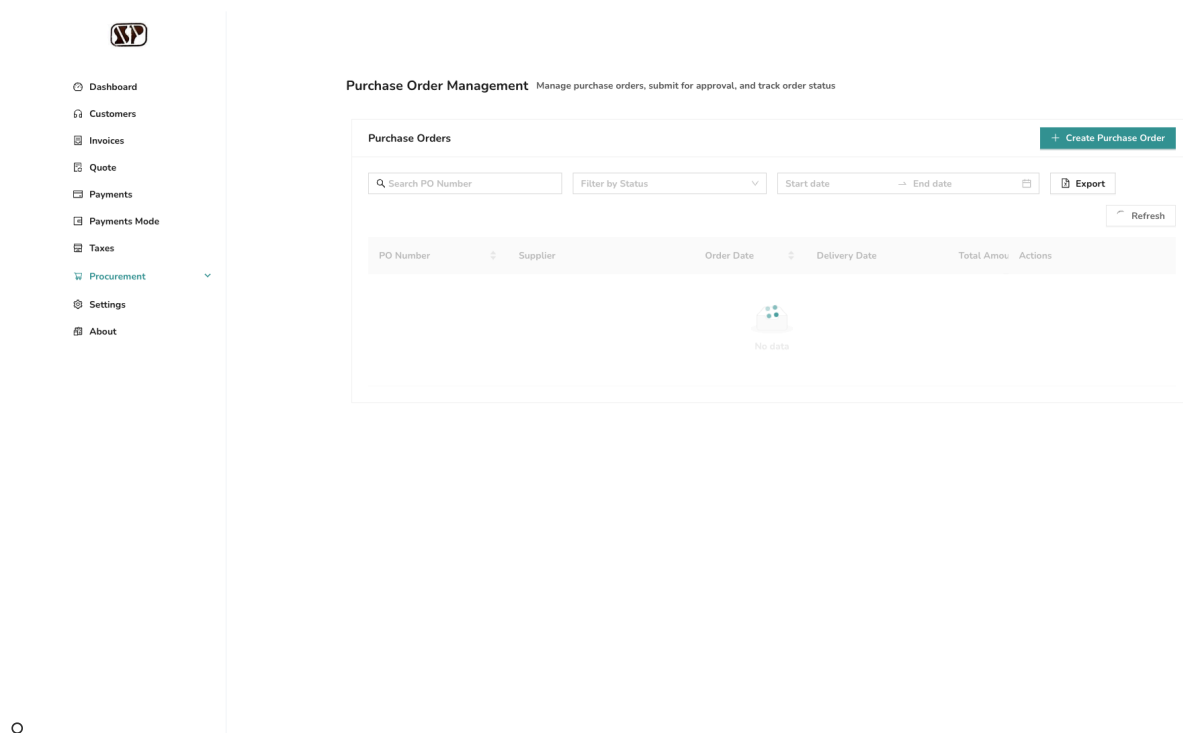 Dashboard
Customers
Invoices
Quote
Payments
Payments Mode
Taxes
Procurement
Settings
About
Purchase Order Management Manage purchase orders, submit for approval, and track order status
Purchase Orders
+ Create Purchase Order
Search PO Number
Filter by Status
Start date → End date
Export
Refresh
PO Number Supplier Order Date Delivery Date Total Amou Actions
No data